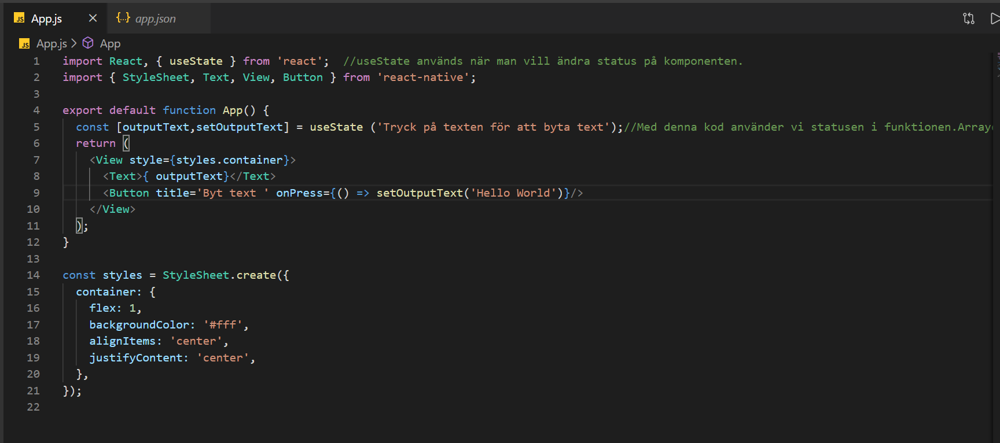 App.js
app.json
App.js > App
1 import React, { useState } from 'react';  //useState används när man vill ändra status på komponenten.
2 import { StyleSheet, Text, View, Button } from 'react-native';
3
4 export default function App() {
5   const [outputText,setOutputText] = useState ('Tryck på texten för att byta text');//Med denna kod använder vi statusen i funktionen.Array
6   return (
7     <View style={styles.container}>
8       <Text>{ outputText}</Text>
9       <Button title='Byt text ' onPress={() => setOutputText('Hello World')}/>
10     </View>
11   );
12 }
13
14 const styles = StyleSheet.create({
15   container: {
16     flex: 1,
17     backgroundColor: '#fff',
18     alignItems: 'center',
19     justifyContent: 'center',
20   },
21 });
22